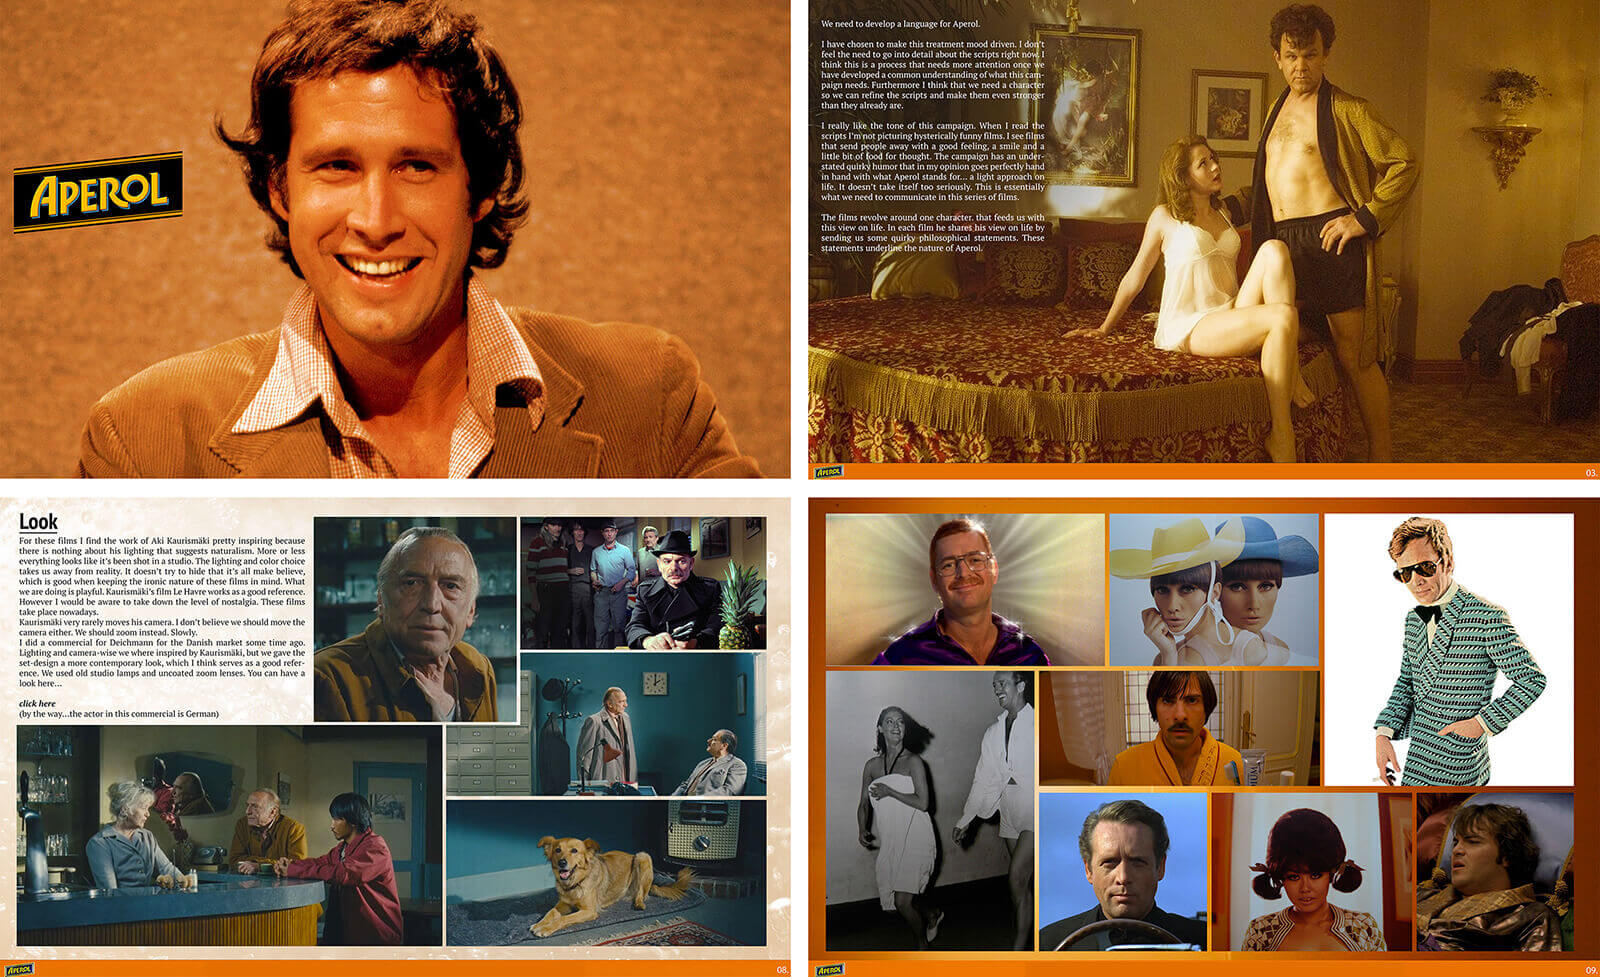 APEROL
We need to develop a language for Aperol.
I have chosen to make this treatment mood driven. I don't
feel the need to go into detail about the scripts right now. I
think this is a process that needs more attention once we
have developed a common understanding of what this cam-
paign needs. Furthermore I think that we need a character
so we can refine the scripts and make them even stronger
than they already are.
I really like the tone of this campaign. When I read the
scripts I'm not picturing hysterically funny films. I see films
that send people away with a good feeling, a smile and a
little bit of food for thought. The campaign has an under-
stated quirky humor that in my opinion goes perfectly hand
in hand with what Aperol stands for... a light approach on
life. It doesn't take itself too seriously. This is essentially
what we need to communicate in this series of films.
The films revolve around one character. that feeds us with
this view on life. In each film he shares his view on life by
sending us some quirky philosophical statements. These
statements underline the nature of Aperol.
APEROL
03.
Look
For these films I find the work of Aki Kaurismäki pretty inspiring because
there is nothing about his lighting that suggests naturalism. More or less
everything looks like it's been shot in a studio. The lighting and color choice
takes us away from reality. It doesn't try to hide that it's all make believe,
which is good when keeping the ironic nature of these films in mind. What
we are doing is playful. Kaurismäki's film Le Havre works as a good reference.
However I would be aware to take down the level of nostalgia. These films
take place nowadays.
Kaurismäki very rarely moves his camera. I don't believe we should move the
camera either. We should zoom instead. Slowly.
I did a commercial for Deichmann for the Danish market some time ago.
Lighting and camera-wise we where inspired by Kaurismäki, but we gave the
set-design a more contemporary look, which I think serves as a good refer-
ence. We used old studio lamps and uncoated zoom lenses. You can have a
look here...
click here
(by the way...the actor in this commercial is German)
APEROL
08.
APEROL
09.